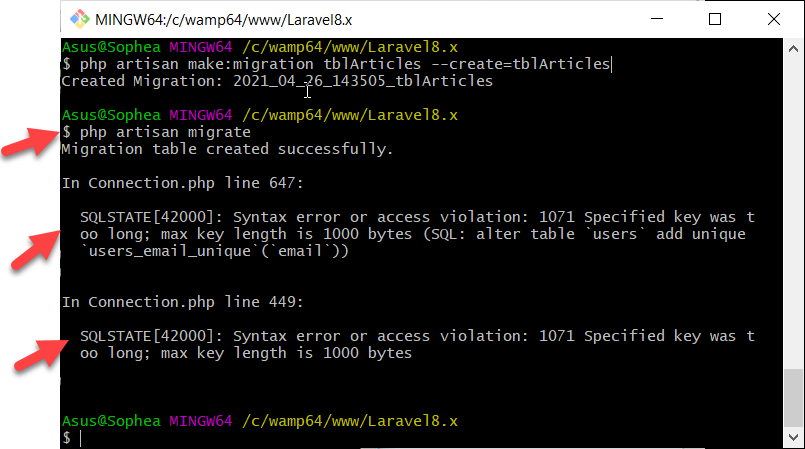 MINGW64:/c/wamp64/www/Laravel8.x
Asus@Sophea MINGW64 /c/wamp64/www/Laravel8.x
$ php artisan make:migration tblArticles --create=tblArticles
Created Migration: 2021_04_26_143505_tblArticles
Asus@Sophea MINGW64 /c/wamp64/www/Laravel8.x
$ php artisan migrate
Migration table created successfully.
In Connection.php line 647:
SQLSTATE[42000]: Syntax error or access violation: 1071 Specified key was t
oo long; max key length is 1000 bytes (SQL: alter table `users` add unique
`users_email_unique`(`email`))
In Connection.php line 449:
SQLSTATE[42000]: Syntax error or access violation: 1071 Specified key was t
oo long; max key length is 1000 bytes
Asus@Sophea MINGW64 /c/wamp64/www/Laravel8.x
$